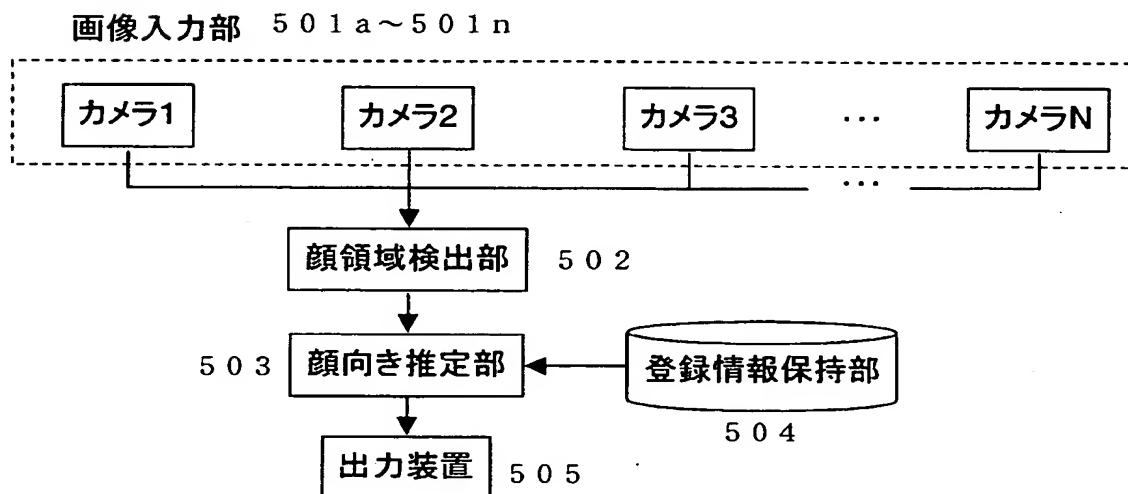 画像入力部 501a~501n
カメラ1 カメラ2 カメラ3 ・・・ カメラN
・・・
顔領域検出部 502
503 顔向き推定部 登録情報保持部
504
出力装置 505